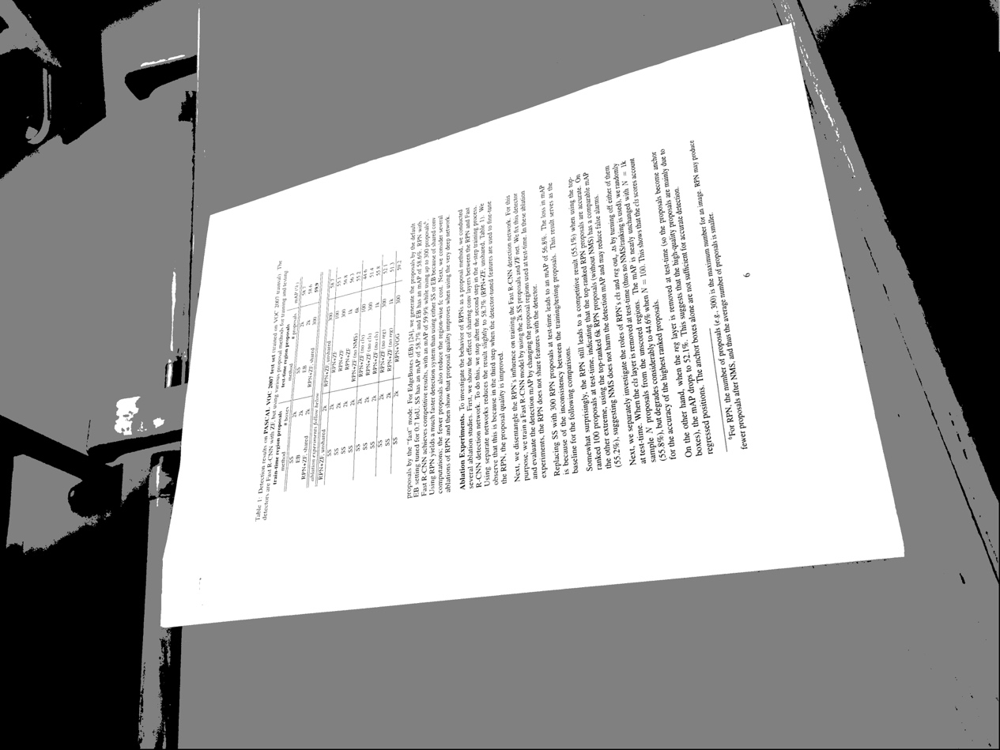 Table 1: Detection results on PASCAL VOC 2007 test set (trained on VOC 2007 trainval). The
detectors are Fast R-CNN with ZF, but using various proposal methods for training and testing.
train-time region proposals test-time region proposals
method # boxes method # proposals mAP (%)
SS 2k SS 2k 58.7
EB 2k EB 2k 58.6
RPN+ZF, shared 2k RPN+ZF, shared 300 59.9
ablation experiments follow below
RPN+ZF, unshared 2k RPN+ZF, unshared 300 58.7
SS 2k RPN+ZF 100 55.1
SS 2k RPN+ZF 300 56.8
SS 2k RPN+ZF 1k 56.3
SS 2k RPN+ZF (no NMS) 6k 55.2
SS 2k RPN+ZF (no cls) 100 44.6
SS 2k RPN+ZF (no cls) 300 51.4
SS 2k RPN+ZF (no cls) 1k 55.8
SS 2k RPN+ZF (no reg) 300 52.1
SS 2k RPN+ZF (no reg) 1k 51.3
SS 2k RPN+VGG 300 59.2
proposals by the "fast" mode. For EdgeBoxes (EB) [24], we generate the proposals by the default
EB setting tuned for 0.7 IoU. SS has an mAP of 58.7% and EB has an mAP of 58.6%. RPN with
Fast R-CNN achieves competitive results, with an mAP of 59.9% while using up to 300 proposals⁶.
Using RPN yields a much faster detection system than using either SS or EB because of shared conv
computations; the fewer proposals also reduce the region-wise fc cost. Next, we consider several
ablations of RPN and then show that proposal quality improves when using the very deep network.
Ablation Experiments. To investigate the behavior of RPNs as a proposal method, we conducted
several ablation studies. First, we show the effect of sharing conv layers between the RPN and Fast
R-CNN detection network. To do this, we stop after the second step in the 4-step training process.
Using separate networks reduces the result slightly to 58.7% (RPN+ZF, unshared, Table 1). We
observe that this is because in the third step when the detector-tuned features are used to fine-tune
the RPN, the proposal quality is improved.
Next, we disentangle the RPN's influence on training the Fast R-CNN detection network. For this
purpose, we train a Fast R-CNN model by using the 2k SS proposals and ZF net. We fix this detector
and evaluate the detection mAP by changing the proposal regions used at test-time. In these ablation
experiments, the RPN does not share features with the detector.
Replacing SS with 300 RPN proposals at test-time leads to an mAP of 56.8%. The loss in mAP
is because of the inconsistency between the training/testing proposals. This result serves as the
baseline for the following comparisons.
Somewhat surprisingly, the RPN still leads to a competitive result (55.1%) when using the top-
ranked 100 proposals at test-time, indicating that the top-ranked RPN proposals are accurate. On
the other extreme, using the top-ranked 6k RPN proposals (without NMS) has a comparable mAP
(55.2%), suggesting NMS does not harm the detection mAP and may reduce false alarms.
Next, we separately investigate the roles of RPN's cls and reg outputs by turning off either of them
at test-time. When the cls layer is removed at test-time (thus no NMS/ranking is used), we randomly
sample N proposals from the unscored regions. The mAP is nearly unchanged with N = 1k
(55.8%), but degrades considerably to 44.6% when N = 100. This shows that the cls scores account
for the accuracy of the highest ranked proposals.
On the other hand, when the reg layer is removed at test-time (so the proposals become anchor
boxes), the mAP drops to 52.1%. This suggests that the high-quality proposals are mainly due to
regressed positions. The anchor boxes alone are not sufficient for accurate detection.
⁶For RPN, the number of proposals (e.g., 300) is the maximum number for an image. RPN may produce
fewer proposals after NMS, and thus the average number of proposals is smaller.
6